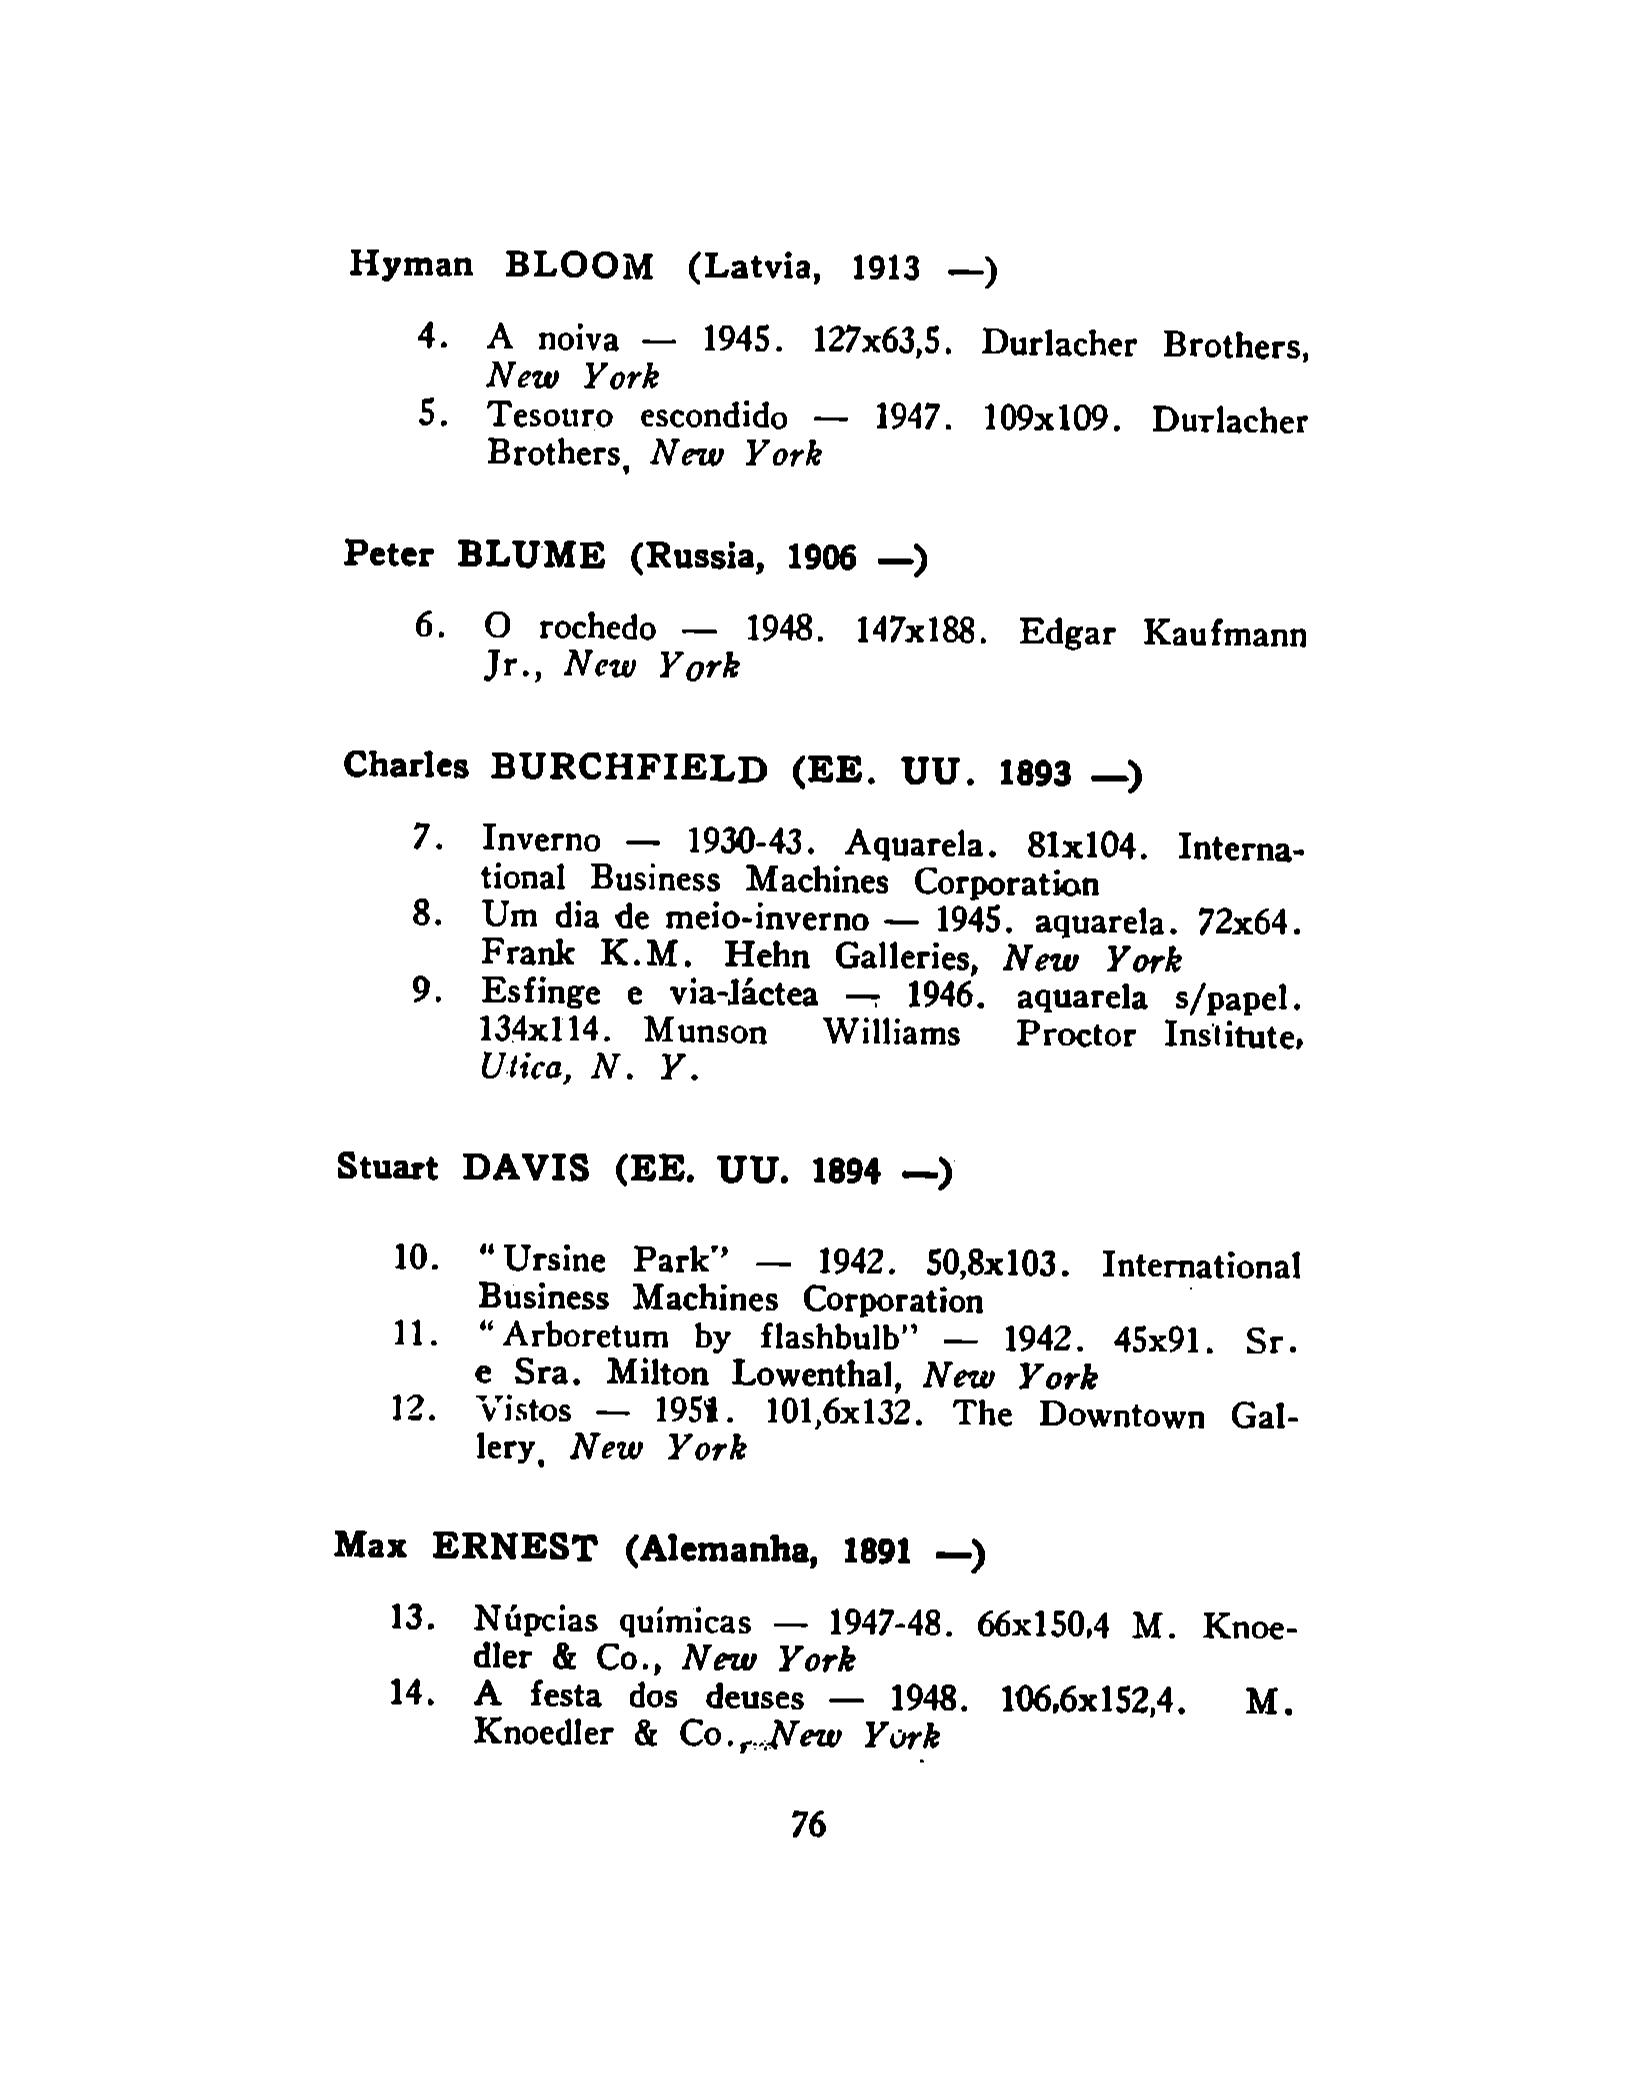 Hyman BLOOM (Latvia, 1913 —)
4. A noiva — 1945. 127x63,5. Durlacher Brothers,
New York
5. Tesouro escondido — 1947. 109x109. Durlacher
Brothers, New York
Peter BLUME (Russia, 1906 —)
6. O rochedo — 1948. 147x188. Edgar Kaufmann
Jr., New York
Charles BURCHFIELD (EE. UU. 1893 —)
7. Inverno — 1930-43. Aquarela. 81x104. Interna-
tional Business Machines Corporation
8. Um dia de meio-inverno — 1945. aquarela. 72x64.
Frank K.M. Hehn Galleries, New York
9. Esfinge e via-láctea — 1946. aquarela s/papel.
134x114. Munson Williams Proctor Institute,
Utica, N. Y.
Stuart DAVIS (EE. UU. 1894 —)
10. "Ursine Park" — 1942. 50,8x103. International
Business Machines Corporation
11. "Arboretum by flashbulb" — 1942. 45x91. Sr.
e Sra. Milton Lowenthal, New York
12. Vistos — 1951. 101,6x132. The Downtown Gal-
lery, New York
Max ERNEST (Alemanha, 1891 —)
13. Núpcias químicas — 1947-48. 66x150,4 M. Knoe-
dler & Co., New York
14. A festa dos deuses — 1948. 106,6x152,4. M.
Knoedler & Co., New York
76